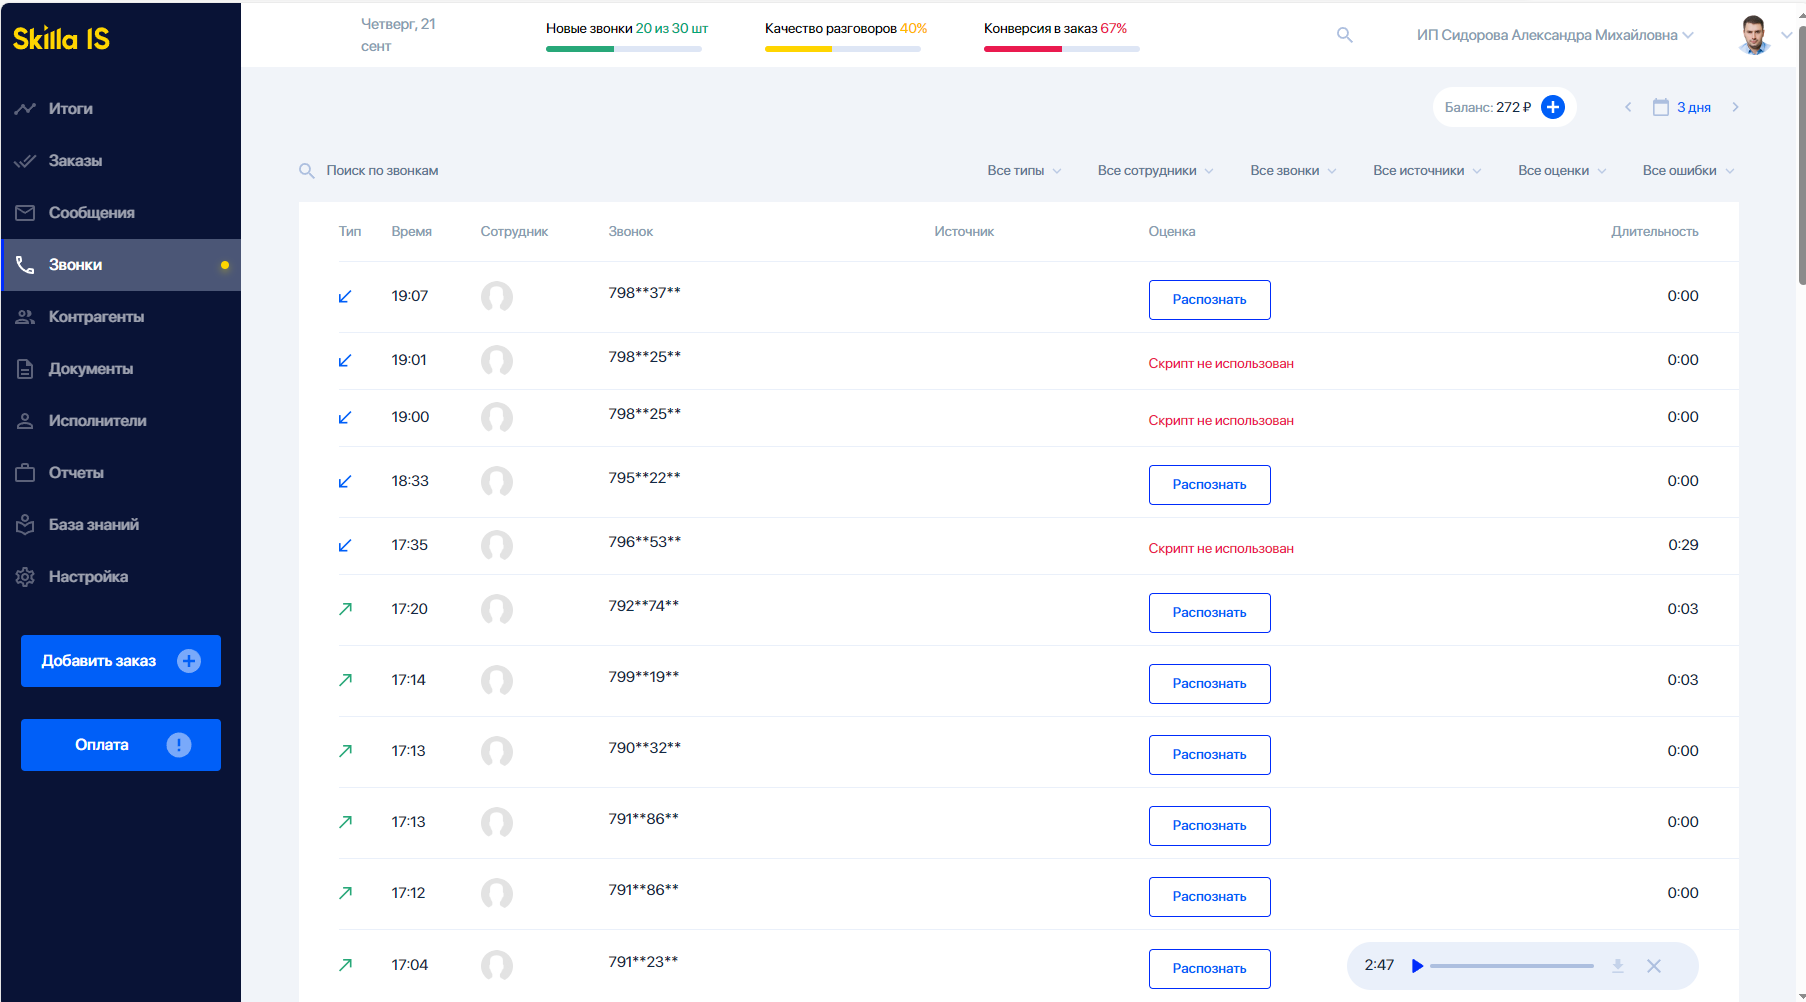 Skilla IS
Четверг, 21
сент
Новые звонки 20 из 30 шт
Качество разговоров 40%
Конверсия в заказ 67%
ИП Сидорова Александра Михайловна
Итоги
Заказы
Сообщения
Звонки
Контрагенты
Документы
Исполнители
Отчеты
База знаний
Настройка
Добавить заказ
Оплата
Баланс: 272 ₽
3 дня
Поиск по звонкам
Все типы
Все сотрудники
Все звонки
Все источники
Все оценки
Все ошибки
Тип Время Сотрудник Звонок Источник Оценка Длительность
19:07 798**37** Распознать 0:00
19:01 798**25** Скрипт не использован 0:00
19:00 798**25** Скрипт не использован 0:00
18:33 795**22** Распознать 0:00
17:35 796**53** Скрипт не использован 0:29
17:20 792**74** Распознать 0:03
17:14 799**19** Распознать 0:03
17:13 790**32** Распознать 0:00
17:13 791**86** Распознать 0:00
17:12 791**86** Распознать 0:00
17:04 791**23** Распознать 2:47